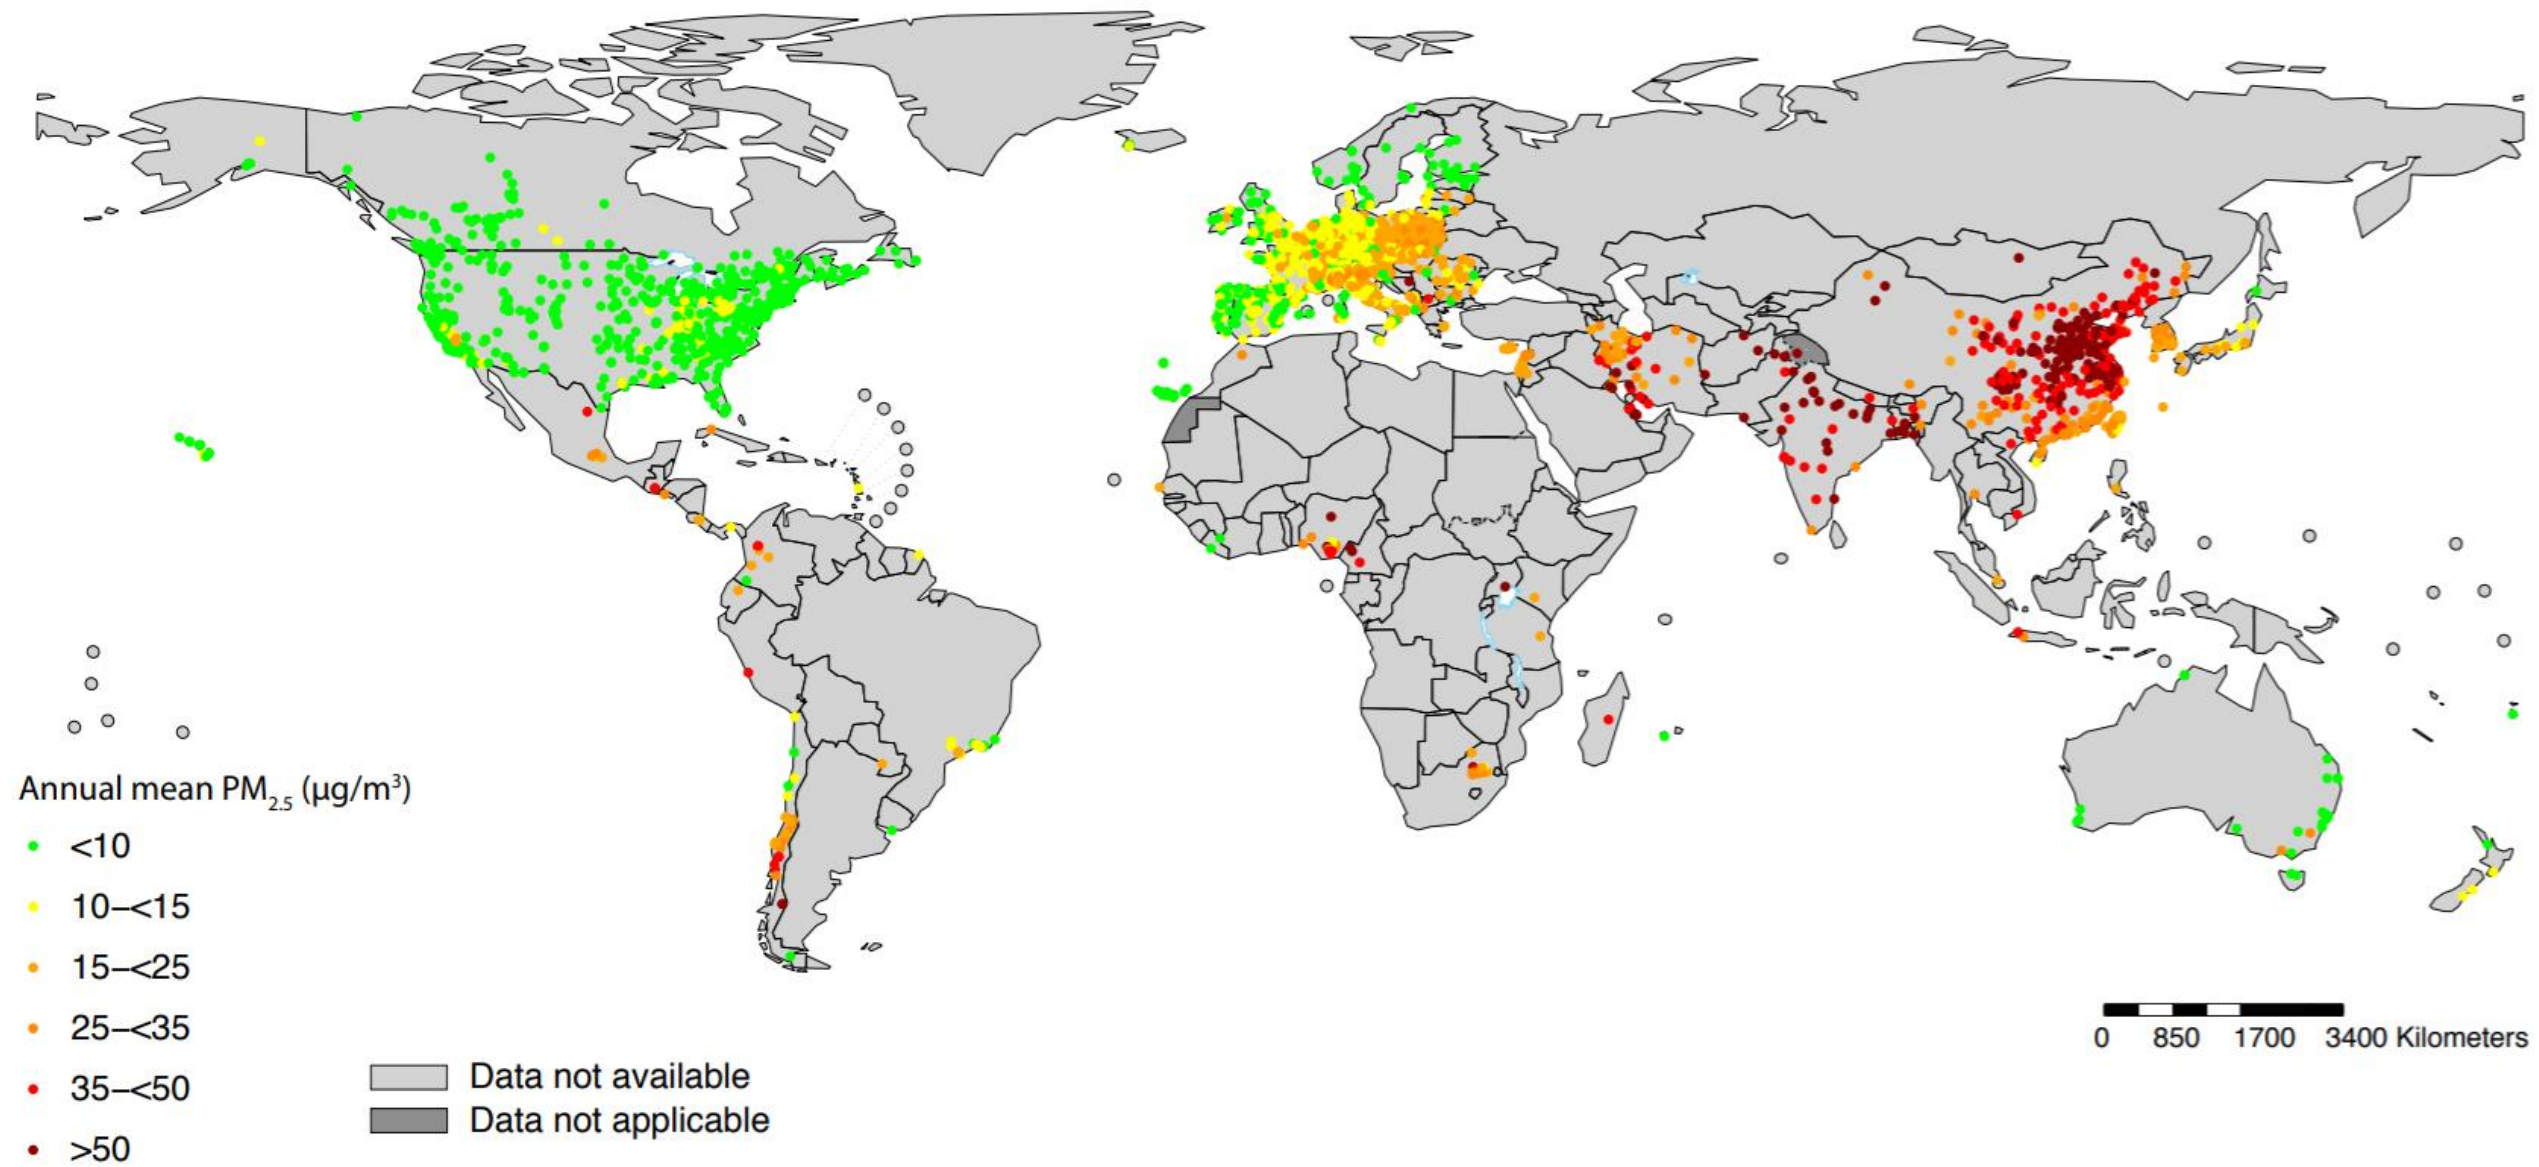 Annual mean PM2.5 (µg/m³)
<10
10–<15
15–<25
25–<35
35–<50
>50
Data not available
Data not applicable
0 850 1700 3400 Kilometers